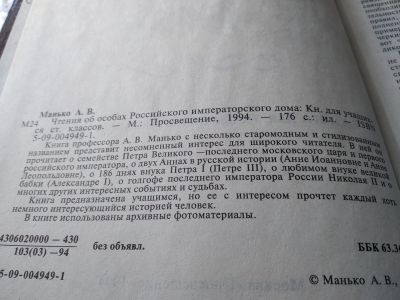 Манько А. В.
М24 Чтения об особах Российского императорского дома: Кн. для учащих-
ся ст. классов. — М.: Просвещение, 1994. — 176 с.: ил. — ISBN
5-09-004949-1.
Книга профессора А. В. Манько с несколько старомодным и стилизованным
названием представит несомненный интерес для широкого читателя. В ней он
прочитает о семействе Петра Великого — последнего московского царя и первого
российского императора, о двух Аннах в русской истории (Анне Иоанновне и Анне
Леопольдовне), о 186 днях внука Петра I (Петре III), о любимом внуке великой
бабки (Александре I), о голгофе последнего императора России Николая II и о
многих других интересных событиях и судьбах.
Книга предназначена учащимся, но ее с интересом прочтет каждый хоть
немного интересующийся историей человек.
В книге использованы архивные фотоматериалы.
4306020000 — 430
103(03) — 94
без объявл.
ББК 63.3
5-09-004949-1
© Манько А. В.,